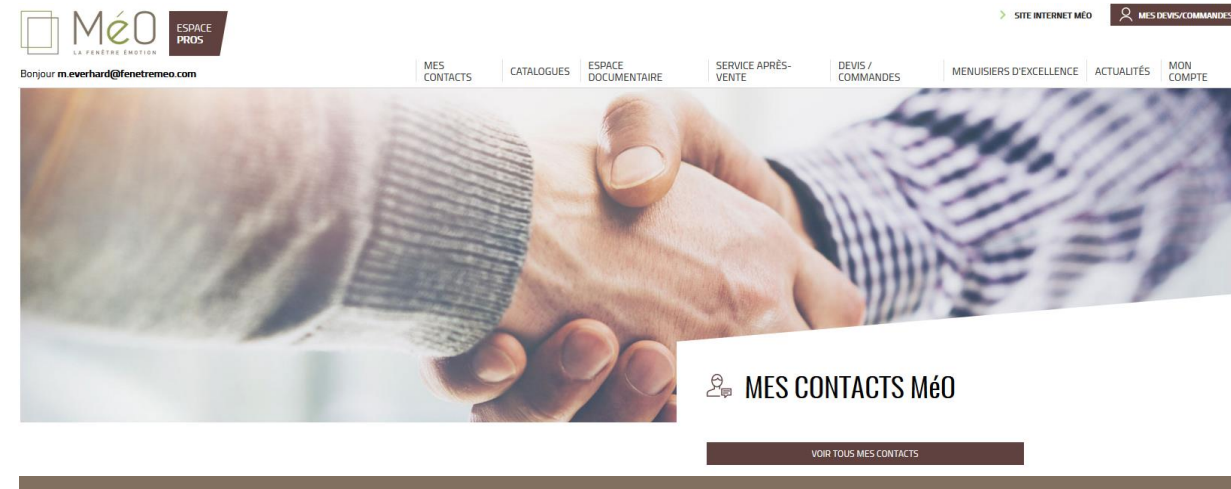 SITE INTERNET MÉO
MES DEVIS/COMMANDES
MéO
LA FENÊTRE ÉMOTION
ESPACE
PROS
Bonjour m.everhard@fenetremeo.com
MES
CONTACTS
CATALOGUES
ESPACE
DOCUMENTAIRE
SERVICE APRÈS-
VENTE
DEVIS /
COMMANDES
MENUISIERS D'EXCELLENCE
ACTUALITÉS
MON
COMPTE
MES CONTACTS MéO
VOIR TOUS MES CONTACTS